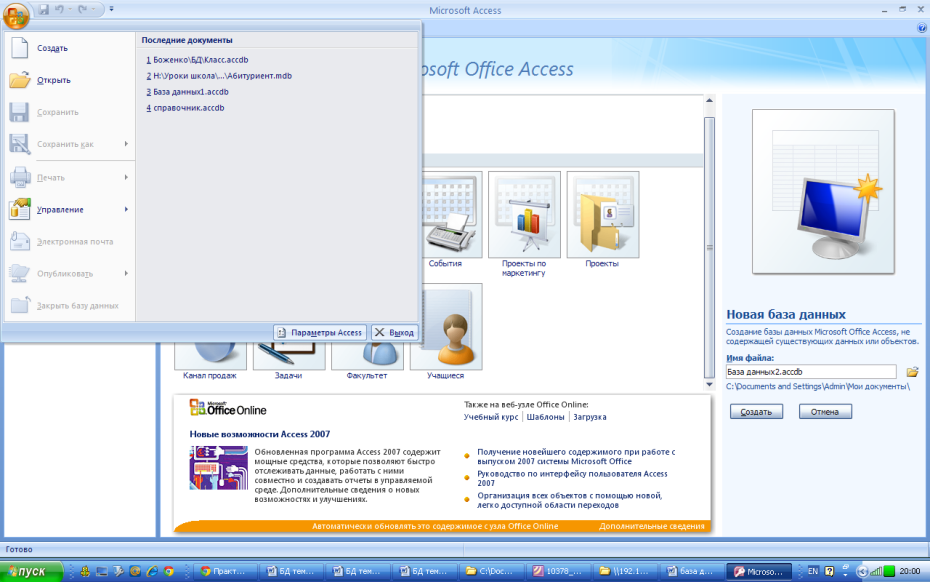 Microsoft Access
Создать
Открыть
Сохранить
Сохранить как
Печать
Управление
Электронная почта
Опубликовать
Закрыть базу данных
Последние документы
1 Боженко\БД\Класс.accdb
2 H:\Уроки школа\...\Абитуриент.mdb
3 База данных1.accdb
4 справочник.accdb
Параметры Access
Выход
osoft Office Access
События
Проекты по
маркетингу
Проекты
Канал продаж
Задачи
Факультет
Учащиеся
Новая база данных
Создание базы данных Microsoft Office Access, не
содержащей существующих данных или объектов.
Имя файла:
База данных2.accdb
C:\Documents and Settings\Admin\Мои документы\
Создать
Отмена
Microsoft
Office Online
Новые возможности Access 2007
Обновленная программа Access 2007 содержит
мощные средства, которые позволяют быстро
отслеживать данные, работать с ними
совместно и создавать отчеты в управляемой
среде. Дополнительные сведения о новых
возможностях и улучшениях.
Также на веб-узле Office Online:
Учебный курс | Шаблоны | Загрузка
Получение новейшего содержимого при работе с
выпуском 2007 системы Microsoft Office
Руководство по интерфейсу пользователя Access
2007
Организация всех объектов с помощью новой,
легко доступной области переходов
Автоматически обновлять это содержимое с узла Office Online
Дополнительные сведения
Готово
пуск
Практ...
БД тем...
БД тем...
БД тем...
C:\Doc...
10378_...
\\192.1...
база д...
Microso...
EN
20:00